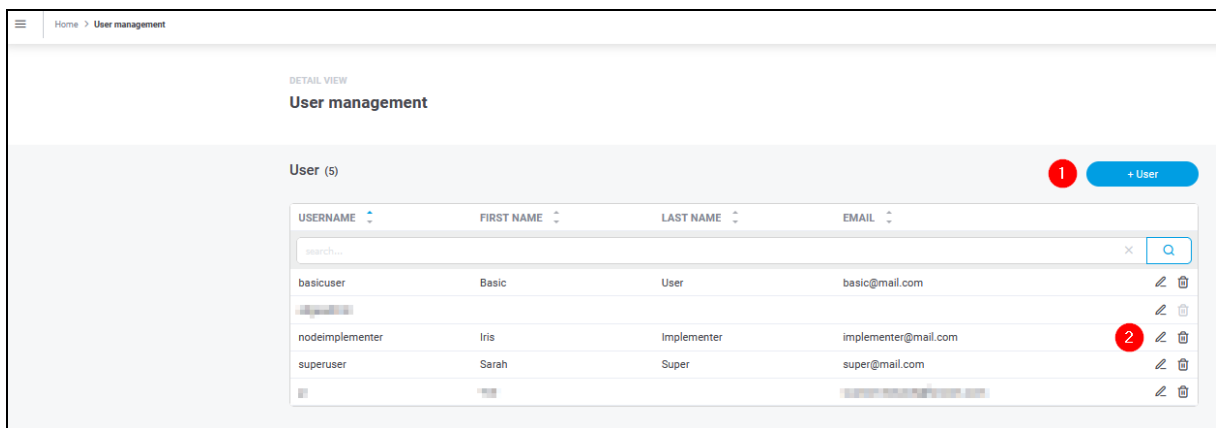 Home > User management
DETAIL VIEW
User management
User (5)
1
+ User
USERNAME FIRST NAME LAST NAME EMAIL
search...
basicuser Basic User basic@mail.com
nodeimplementer Iris Implementer implementer@mail.com
2
superuser Sarah Super super@mail.com